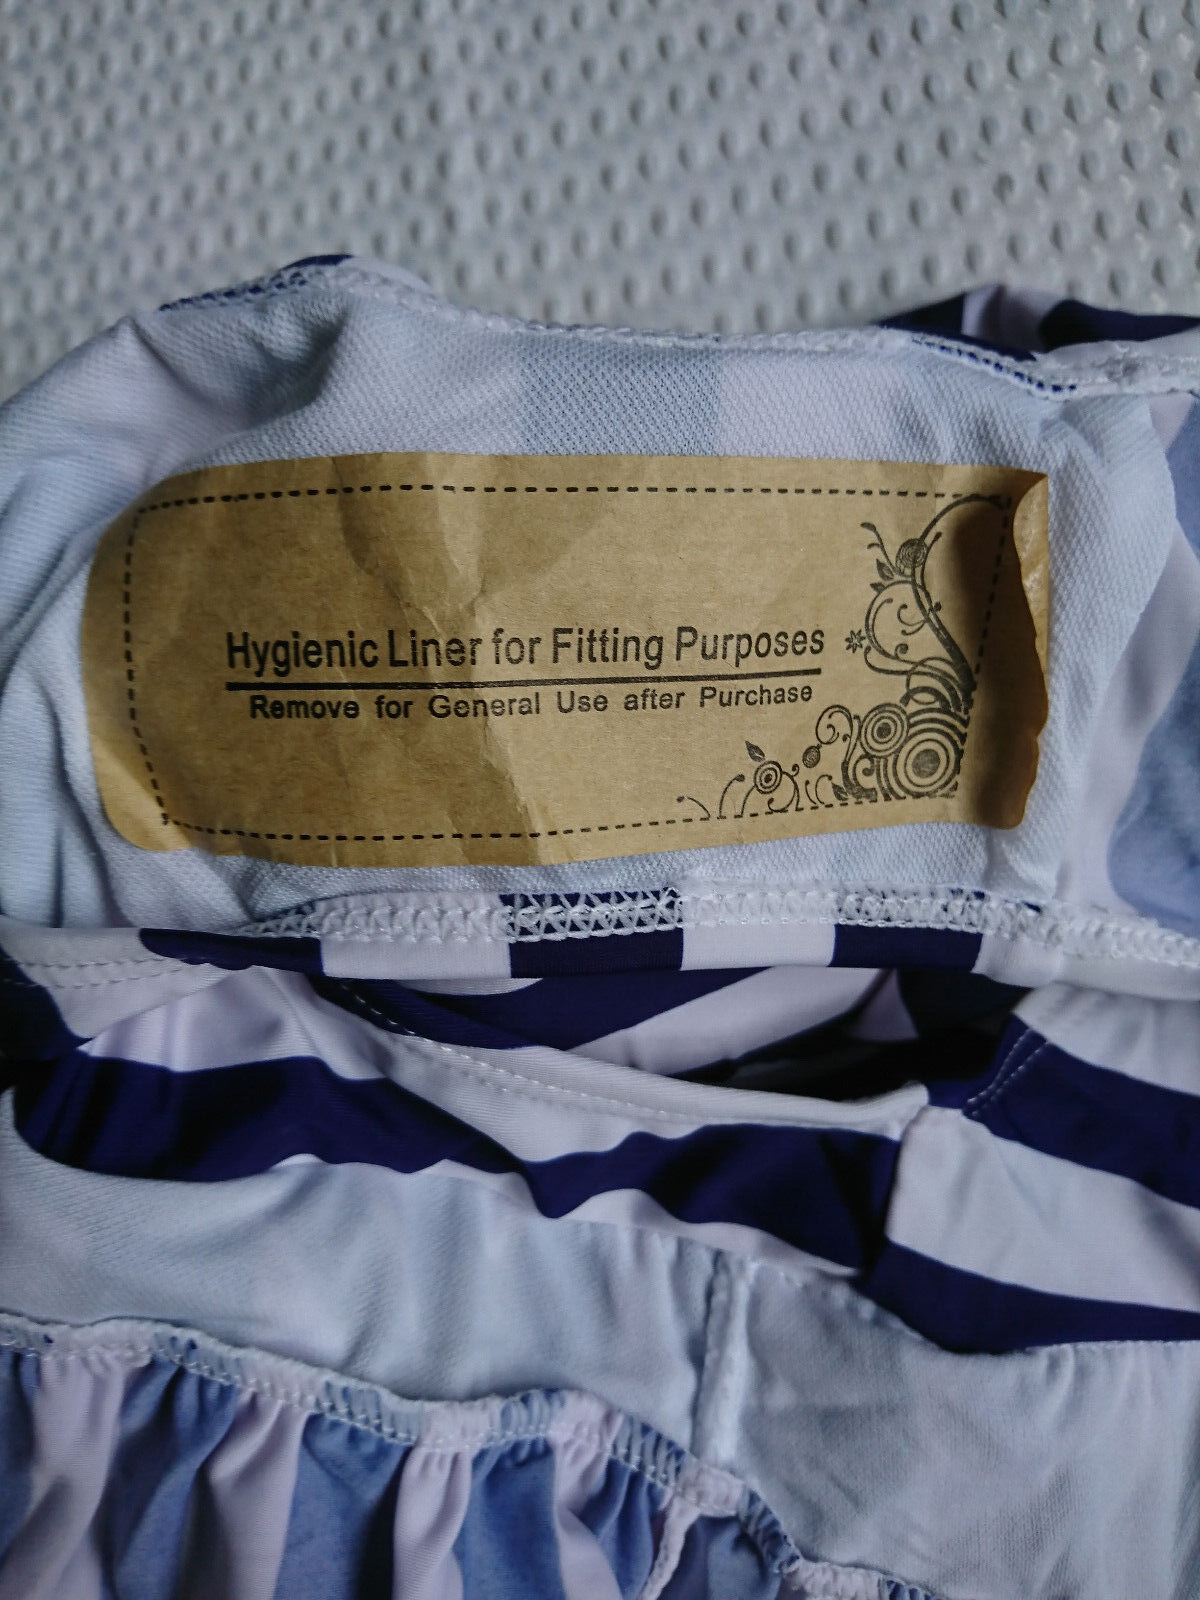 Hygienic Liner for Fitting Purposes
Remove for General Use after Purchase